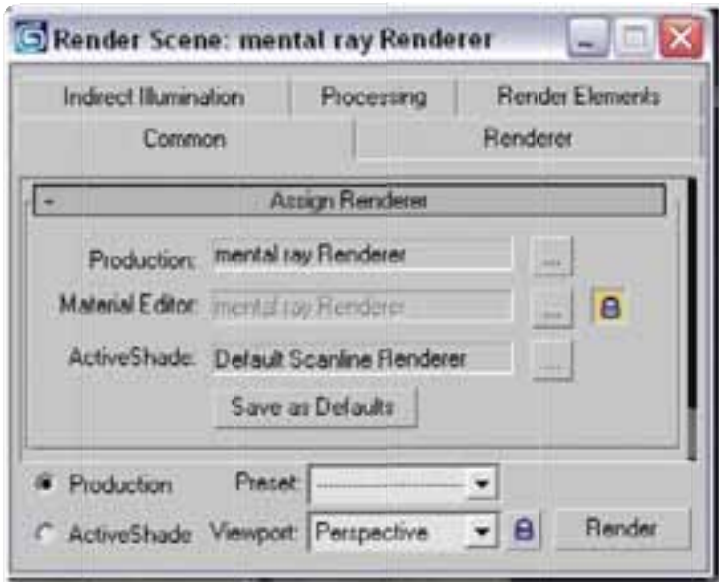 Render Scene: mental ray Renderer
Indirect Illumination Processing Render Elements
Common Renderer
- Assign Renderer
Production: mental ray Renderer ...
Material Editor: mental ray Renderer ...
ActiveShade: Default Scanline Renderer ...
Save as Defaults
Production Preset: --------------------
ActiveShade Viewport: Perspective Render